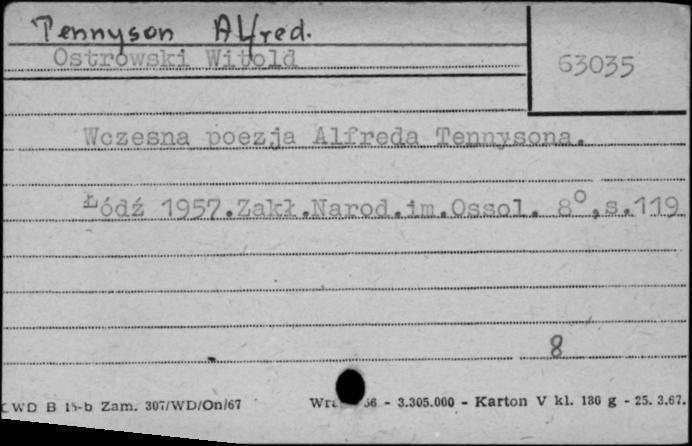 Tennyson Alfred.
Ostrowski Witold
63035
Wczesna poezja Alfreda Tennysona.
Łódź 1957.Zakł.Narod.im.Ossol. 8°,s.119
8
CWD B 15-b Zam. 307/WD/On/67 56 - 3.305.000 - Karton V kl. 180 g - 25. 3.67.